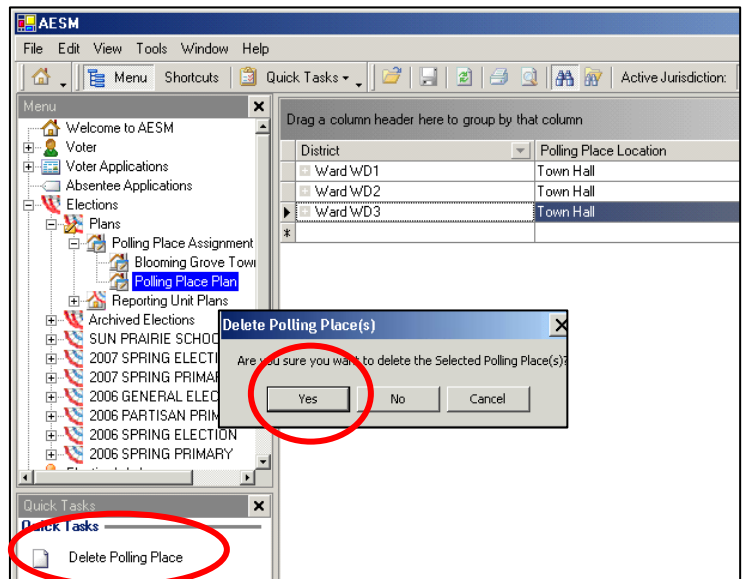 AESM
File Edit View Tools Window Help
Menu Shortcuts Quick Tasks Active Jurisdiction:
Menu
Welcome to AESM
Voter
Voter Applications
Absentee Applications
Elections
Plans
Polling Place Assignment
Blooming Grove Tow
Polling Place Plan
Reporting Unit Plans
Archived Elections
SUN PRAIRIE SCHOO
2007 SPRING ELECTI
2007 SPRING PRIMAR
2006 GENERAL ELEC
2006 PARTISAN PRIM
2006 SPRING ELECTION
2006 SPRING PRIMARY
Drag a column header here to group by that column
District Polling Place Location
Ward WD1 Town Hall
Ward WD2 Town Hall
Ward WD3 Town Hall
Delete Polling Place(s)
Are you sure you want to delete the Selected Polling Place(s)?
Yes No Cancel
Quick Tasks
Quick Tasks
Delete Polling Place